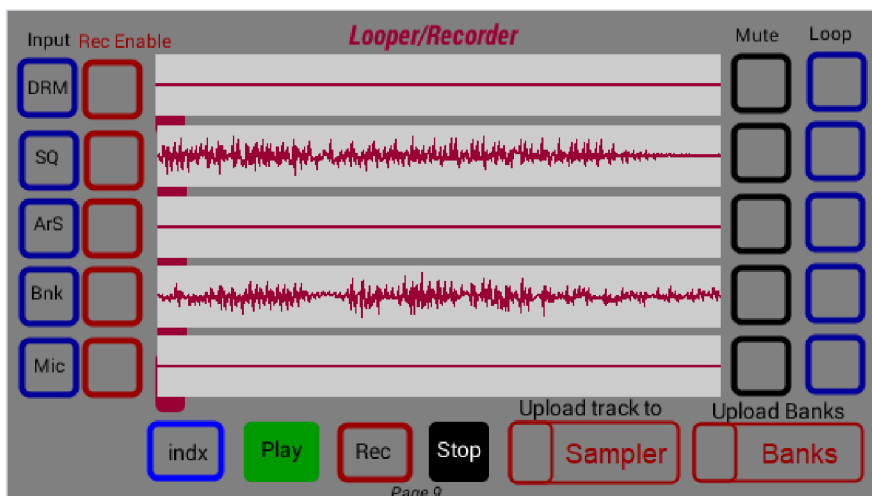 Looper/Recorder
Input Rec Enable
Mute Loop
DRM
SQ
ArS
Bnk
Mic
Upload track to
Upload Banks
indx
Play
Rec
Stop
Sampler
Banks
Page 9